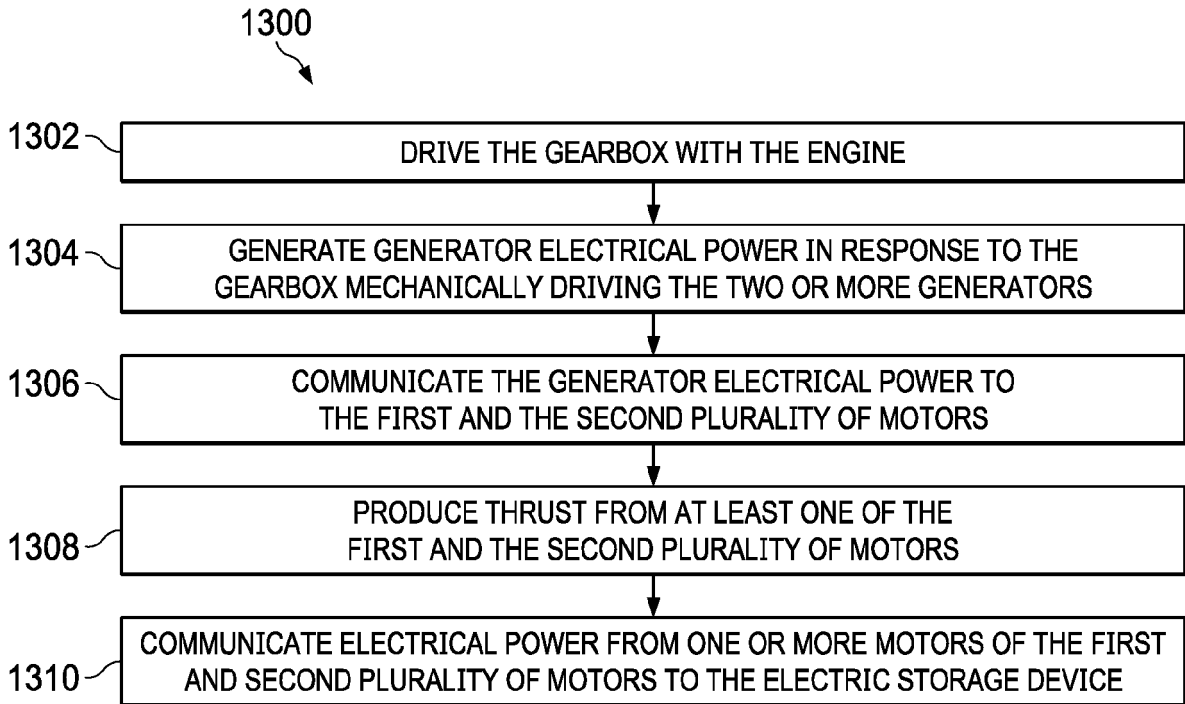 1300
1302
DRIVE THE GEARBOX WITH THE ENGINE
1304
GENERATE GENERATOR ELECTRICAL POWER IN RESPONSE TO THE
GEARBOX MECHANICALLY DRIVING THE TWO OR MORE GENERATORS
1306
COMMUNICATE THE GENERATOR ELECTRICAL POWER TO
THE FIRST AND THE SECOND PLURALITY OF MOTORS
1308
PRODUCE THRUST FROM AT LEAST ONE OF THE
FIRST AND THE SECOND PLURALITY OF MOTORS
1310
COMMUNICATE ELECTRICAL POWER FROM ONE OR MORE MOTORS OF THE FIRST
AND SECOND PLURALITY OF MOTORS TO THE ELECTRIC STORAGE DEVICE